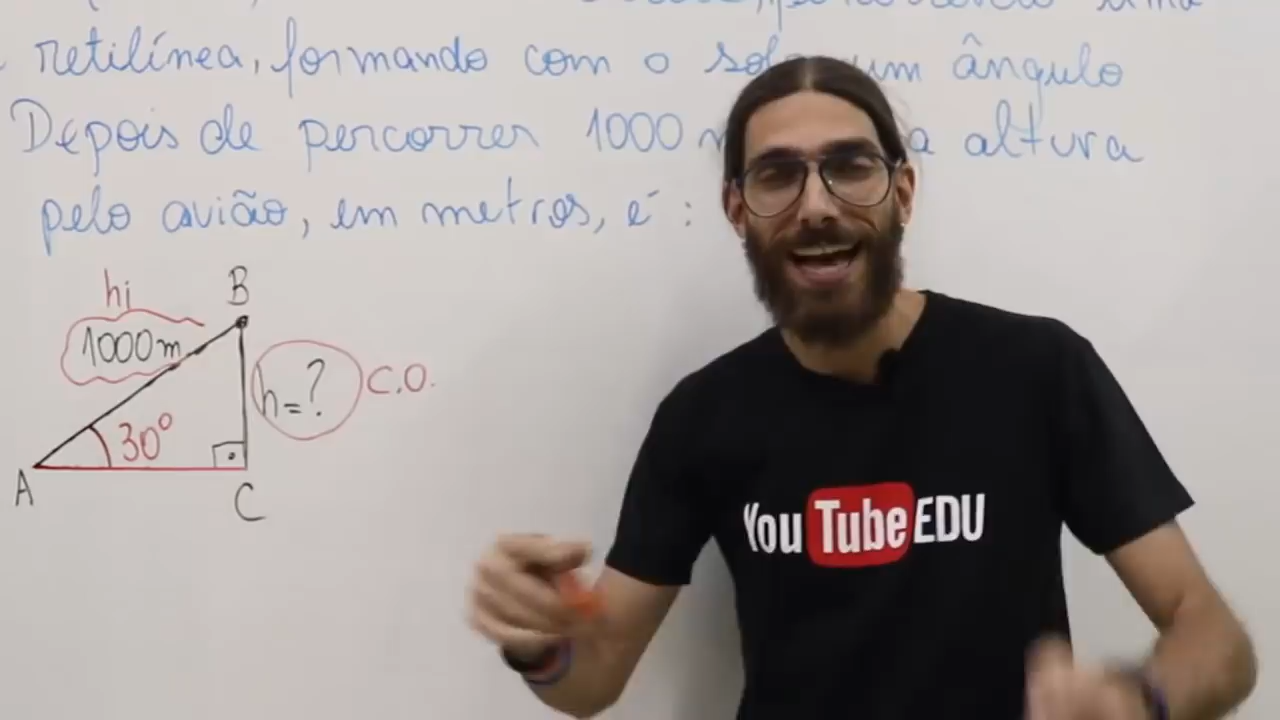 retilínea, formando com o solo um ângulo
Depois de percorrer 1000 m a altura
pelo avião, em metros, é:
hi
B
1000m
h=?
C.O.
30°
A
C
YouTube EDU